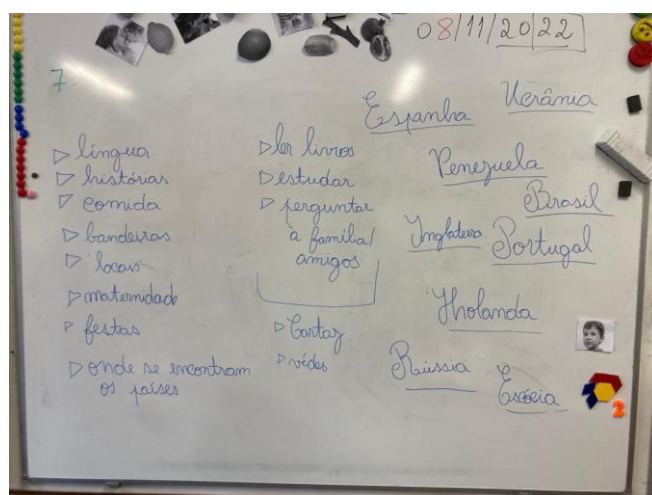 08/11/2022
7.
língua
histórias
comida
bandeiras
locais
maternidade
festas
onde se encontram
os países
ler livros
estudar
perguntar
à família/
amigos
Cartaz
vídeo
Espanha
Ucrânia
Venezuela
Brasil
Inglaterra
Portugal
Holanda
Rússia
Escócia
2